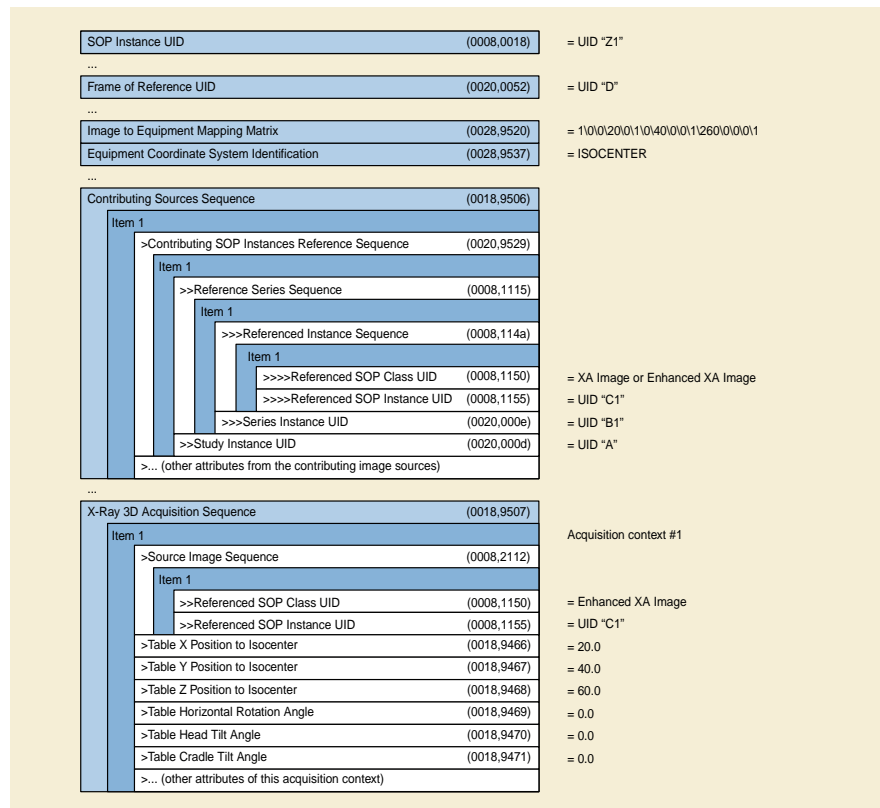 SOP Instance UID (0008,0018) = UID “Z1”
...
Frame of Reference UID (0020,0052) = UID “D”
...
Image to Equipment Mapping Matrix (0028,9520) = 1\0\0\20\0\1\0\40\0\0\1\260\0\0\0\1
Equipment Coordinate System Identification (0028,9537) = ISOCENTER
...
Contributing Sources Sequence (0018,9506)
Item 1
>Contributing SOP Instances Reference Sequence (0020,9529)
Item 1
>>Reference Series Sequence (0008,1115)
Item 1
>>>Referenced Instance Sequence (0008,114a)
Item 1
>>>>Referenced SOP Class UID (0008,1150) = XA Image or Enhanced XA Image
>>>>Referenced SOP Instance UID (0008,1155) = UID “C1”
>>>Series Instance UID (0020,000e) = UID “B1”
>>Study Instance UID (0020,000d) = UID “A”
>... (other attributes from the contributing image sources)
...
X-Ray 3D Acquisition Sequence (0018,9507)
Item 1 Acquisition context #1
>Source Image Sequence (0008,2112)
Item 1
>>Referenced SOP Class UID (0008,1150) = Enhanced XA Image
>>Referenced SOP Instance UID (0008,1155) = UID “C1”
>Table X Position to Isocenter (0018,9466) = 20.0
>Table Y Position to Isocenter (0018,9467) = 40.0
>Table Z Position to Isocenter (0018,9468) = 60.0
>Table Horizontal Rotation Angle (0018,9469) = 0.0
>Table Head Tilt Angle (0018,9470) = 0.0
>Table Cradle Tilt Angle (0018,9471) = 0.0
>... (other attributes of this acquisition context)